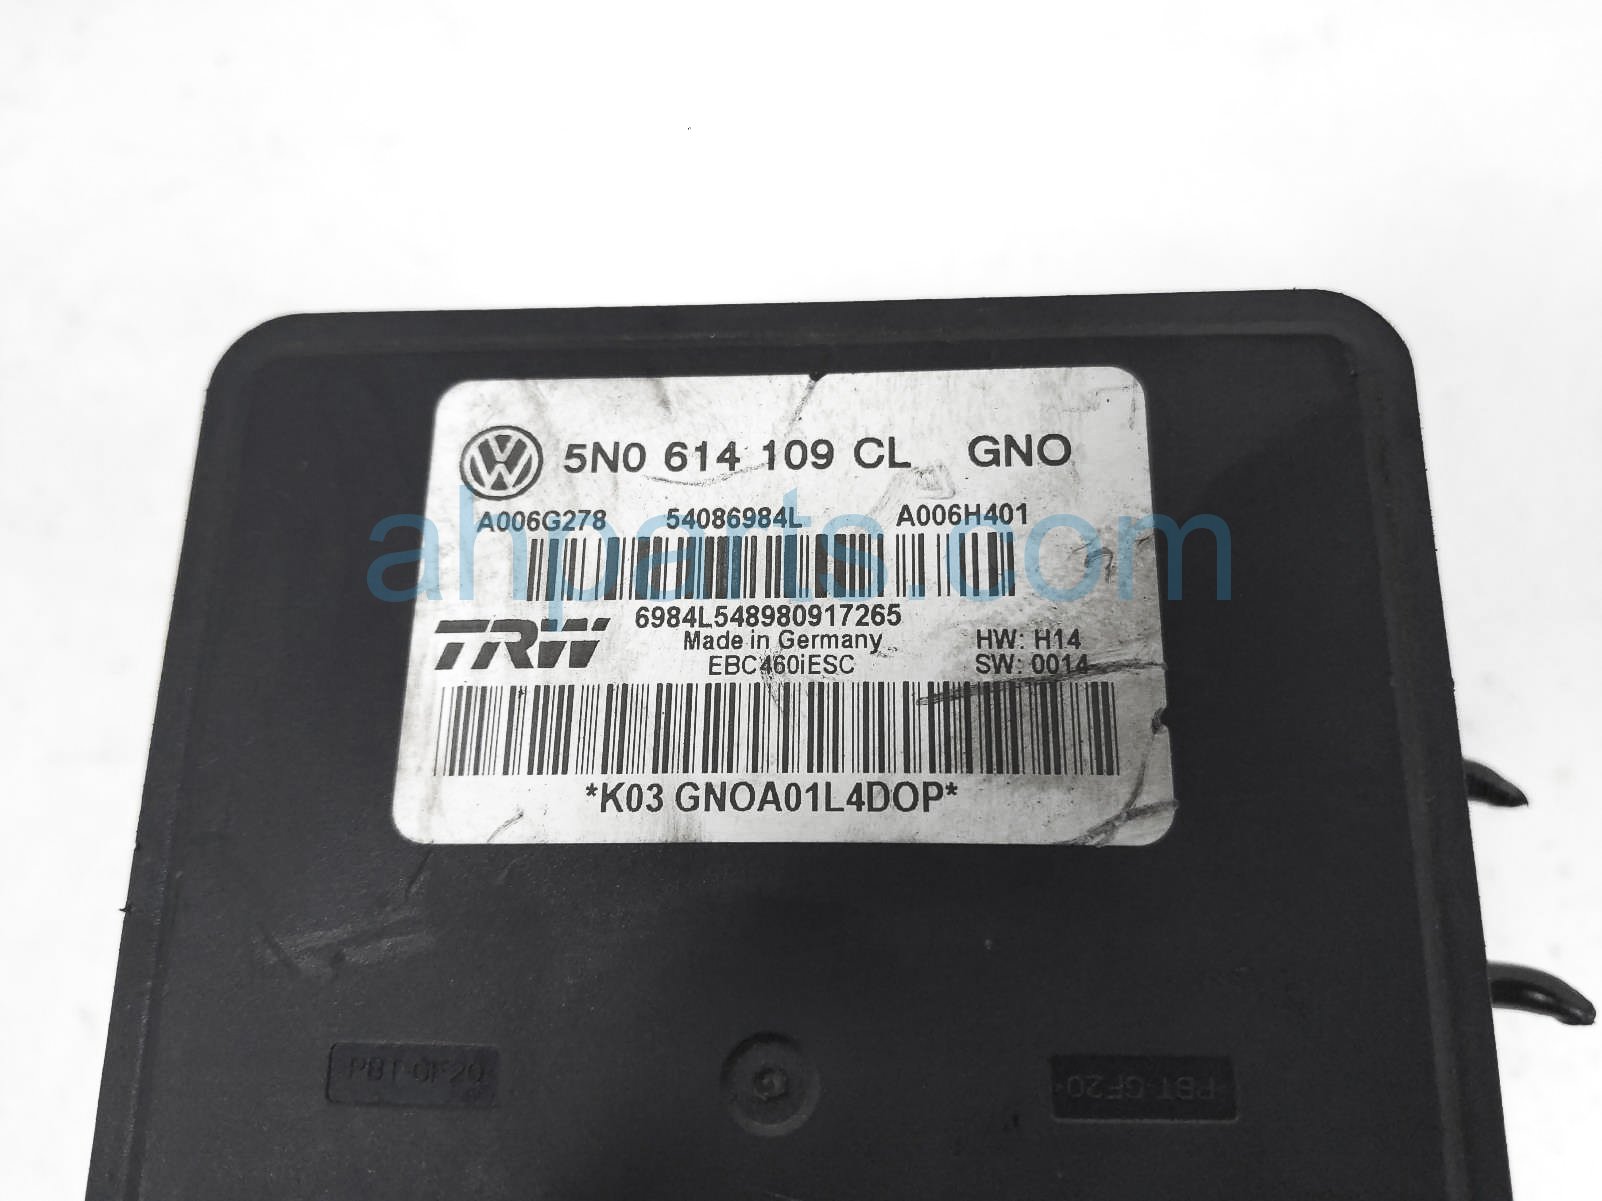 5N0 614 109 CL GNO
A006G278 54086984L A006H401
ahparts.com
6984L548980917265
TRW
Made in Germany HW: H14
EBC460iESC SW: 0014
*K03 GNOA01L4DOP*
PBT-GF20
>PBT-GF20<